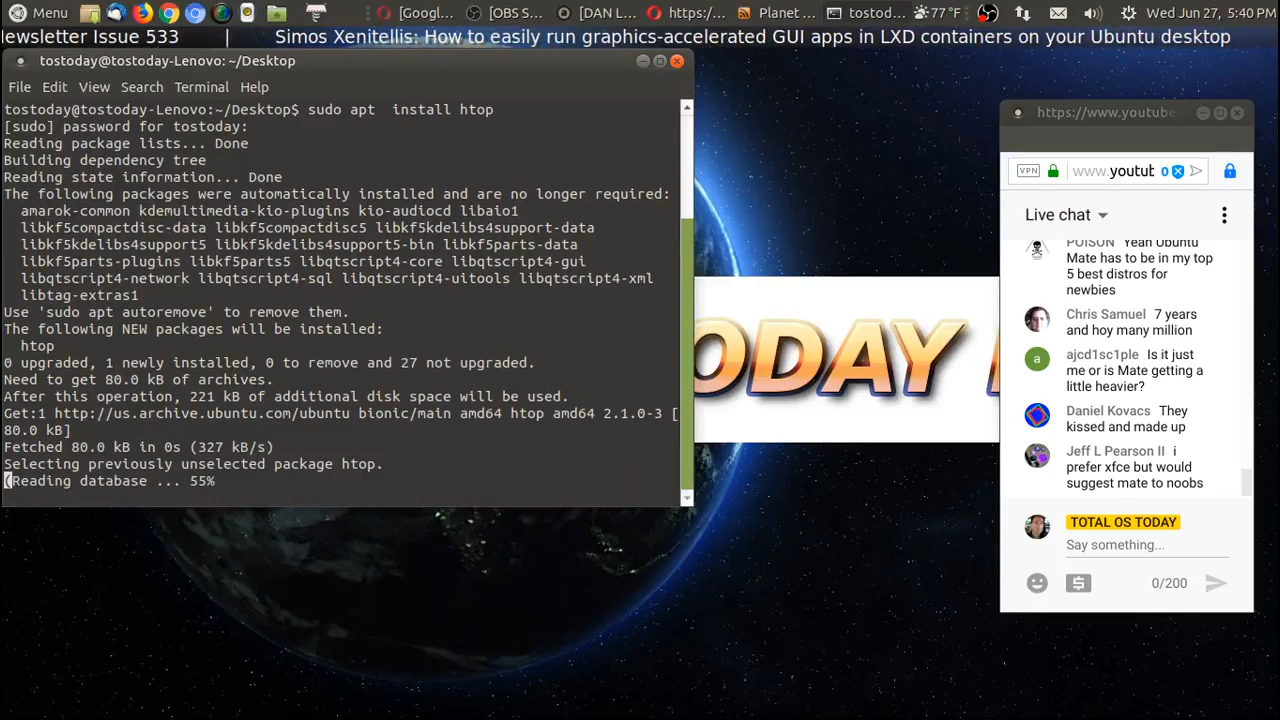 Menu
[Googl...
[OBS S...
[DAN L...
https:/...
Planet ...
tostod...
77 °F
Wed Jun 27, 5:40 PM
ewsletter Issue 533 | Simos Xenitellis: How to easily run graphics-accelerated GUI apps in LXD containers on your Ubuntu desktop
tostoday@tostoday-Lenovo: ~/Desktop
File Edit View Search Terminal Help
tostoday@tostoday-Lenovo:~/Desktop$ sudo apt  install htop
[sudo] password for tostoday:
Reading package lists... Done
Building dependency tree
Reading state information... Done
The following packages were automatically installed and are no longer required:
amarok-common kdemultimedia-kio-plugins kio-audiocd libaio1
libkf5compactdisc-data libkf5compactdisc5 libkf5kdelibs4support-data
libkf5kdelibs4support5 libkf5kdelibs4support5-bin libkf5parts-data
libkf5parts-plugins libkf5parts5 libqtscript4-core libqtscript4-gui
libqtscript4-network libqtscript4-sql libqtscript4-uitools libqtscript4-xml
libtag-extras1
Use 'sudo apt autoremove' to remove them.
The following NEW packages will be installed:
htop
0 upgraded, 1 newly installed, 0 to remove and 27 not upgraded.
Need to get 80.0 kB of archives.
After this operation, 221 kB of additional disk space will be used.
Get:1 http://us.archive.ubuntu.com/ubuntu bionic/main amd64 htop amd64 2.1.0-3 [
80.0 kB]
Fetched 80.0 kB in 0s (327 kB/s)
Selecting previously unselected package htop.
(Reading database ... 55%
ODAY
https://www.youtube
VPN
www.youtub
0
Live chat
POISON Yeah Ubuntu
Mate has to be in my top
5 best distros for
newbies
Chris Samuel 7 years
and hoy many million
a
ajcd1sc1ple Is it just
me or is Mate getting a
little heavier?
Daniel Kovacs They
kissed and made up
Jeff L Pearson II i
prefer xfce but would
suggest mate to noobs
TOTAL OS TODAY
Say something...
0/200